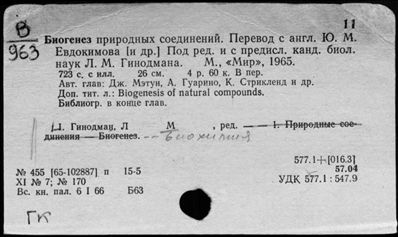 В
963
11
Биогенез природных соединений. Перевод с англ. Ю. М.
Евдокимова [и др.] Под ред. и с предисл. канд. биол.
наук Л. М. Гинодмана. М., «Мир», 1965.
723 с. с илл. 26 см. 4 р. 60 к. В пер.
Авт. глав: Дж. Мэтун, А. Гуарино, К. Стрикленд и др.
Доп. тит. л.: Biogenesis of natural compounds.
Библиогр. в конце глав.
I. Гинодман, Л М , ред. — 1. Природные сое-
динения — Биогенез. -- биохимия
577.1+[016.3]
57.04
№ 455 [65-102887] п 15-5
УДК 577.1 : 547.9
XI № 7; № 170
Вс. кн. пал. 6 I 66 Б63
ГК